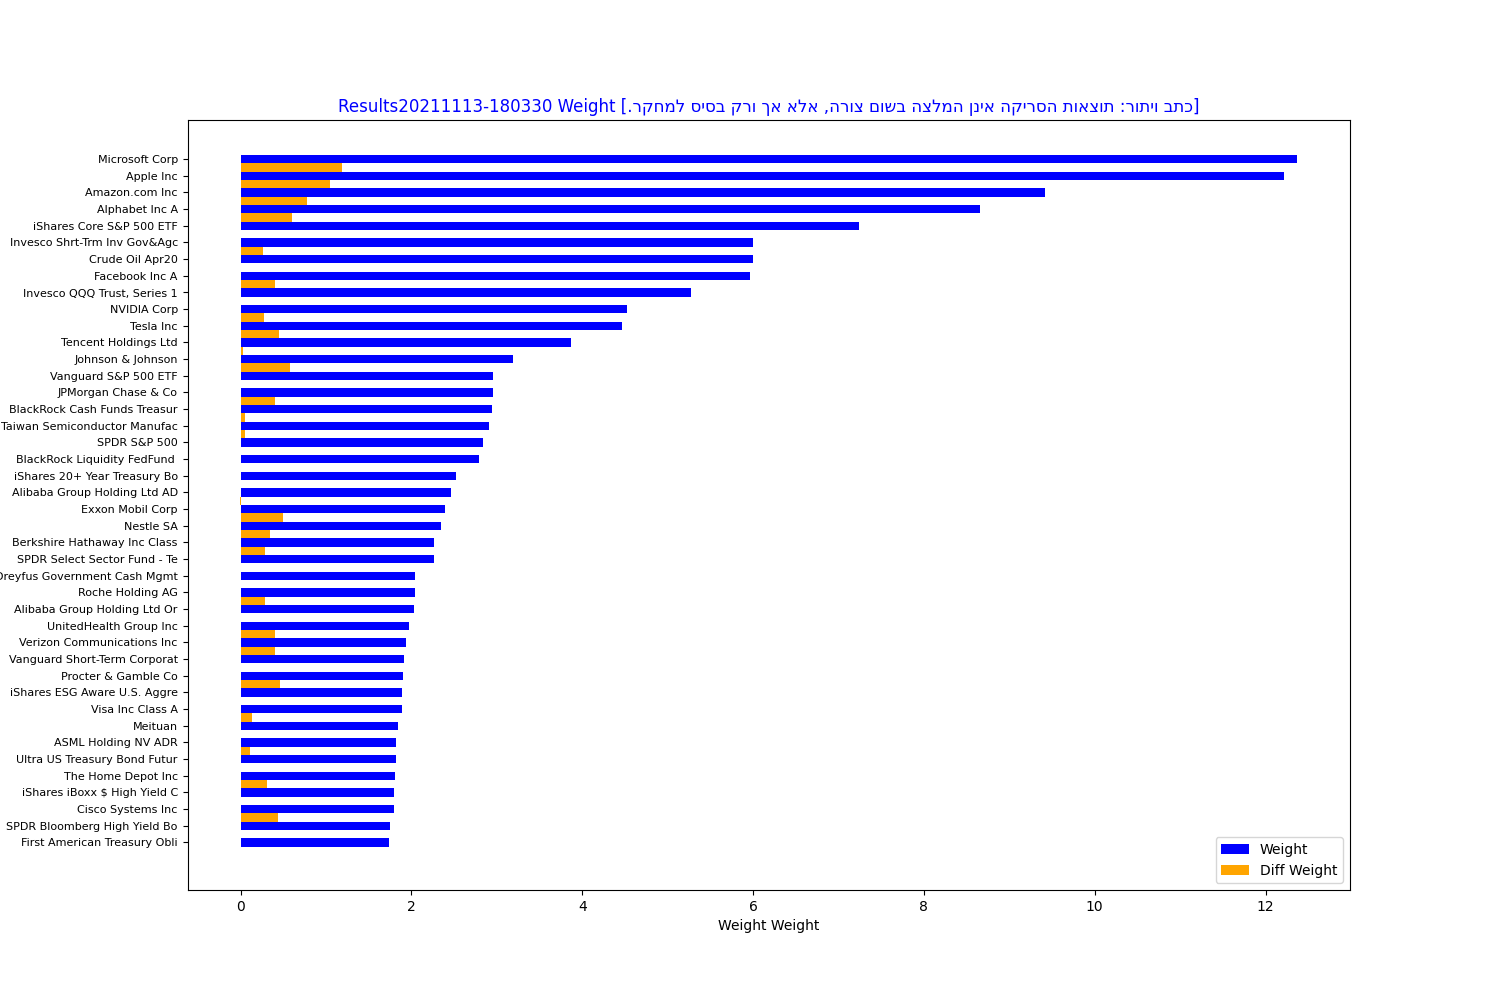 Results20211113-180330 Weight [כתב ויתור: תוצאות הסריקה אינן המלצה בשום צורה, אלא אך ורק בסיס למחקר.]
Microsoft Corp
Apple Inc
Amazon.com Inc
Alphabet Inc A
iShares Core S&P 500 ETF
Invesco Shrt-Trm Inv Gov&Agc
Crude Oil Apr20
Facebook Inc A
Invesco QQQ Trust, Series 1
NVIDIA Corp
Tesla Inc
Tencent Holdings Ltd
Johnson & Johnson
Vanguard S&P 500 ETF
JPMorgan Chase & Co
BlackRock Cash Funds Treasur
Taiwan Semiconductor Manufac
SPDR S&P 500
BlackRock Liquidity FedFund
iShares 20+ Year Treasury Bo
Alibaba Group Holding Ltd AD
Exxon Mobil Corp
Nestle SA
Berkshire Hathaway Inc Class
SPDR Select Sector Fund - Te
Dreyfus Government Cash Mgmt
Roche Holding AG
Alibaba Group Holding Ltd Or
UnitedHealth Group Inc
Verizon Communications Inc
Vanguard Short-Term Corporat
Procter & Gamble Co
iShares ESG Aware U.S. Aggre
Visa Inc Class A
Meituan
ASML Holding NV ADR
Ultra US Treasury Bond Futur
The Home Depot Inc
iShares iBoxx $ High Yield C
Cisco Systems Inc
SPDR Bloomberg High Yield Bo
First American Treasury Obli
Weight
Diff Weight
0 2 4 6 8 10 12
Weight Weight